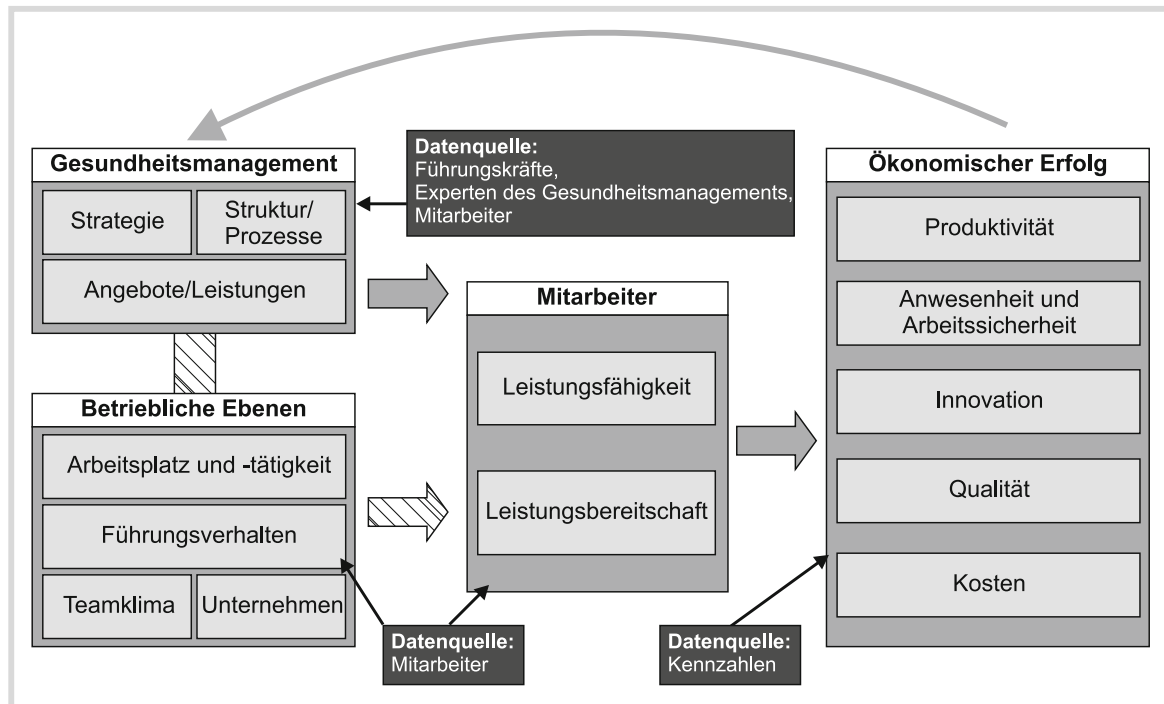 Datenquelle:
Führungskräfte,
Experten des Gesundheitsmanagements,
Mitarbeiter
Gesundheitsmanagement
Strategie
Struktur/
Prozesse
Angebote/Leistungen
Betriebliche Ebenen
Arbeitsplatz und -tätigkeit
Führungsverhalten
Teamklima
Unternehmen
Datenquelle:
Mitarbeiter
Mitarbeiter
Leistungsfähigkeit
Leistungsbereitschaft
Datenquelle:
Kennzahlen
Ökonomischer Erfolg
Produktivität
Anwesenheit und
Arbeitssicherheit
Innovation
Qualität
Kosten